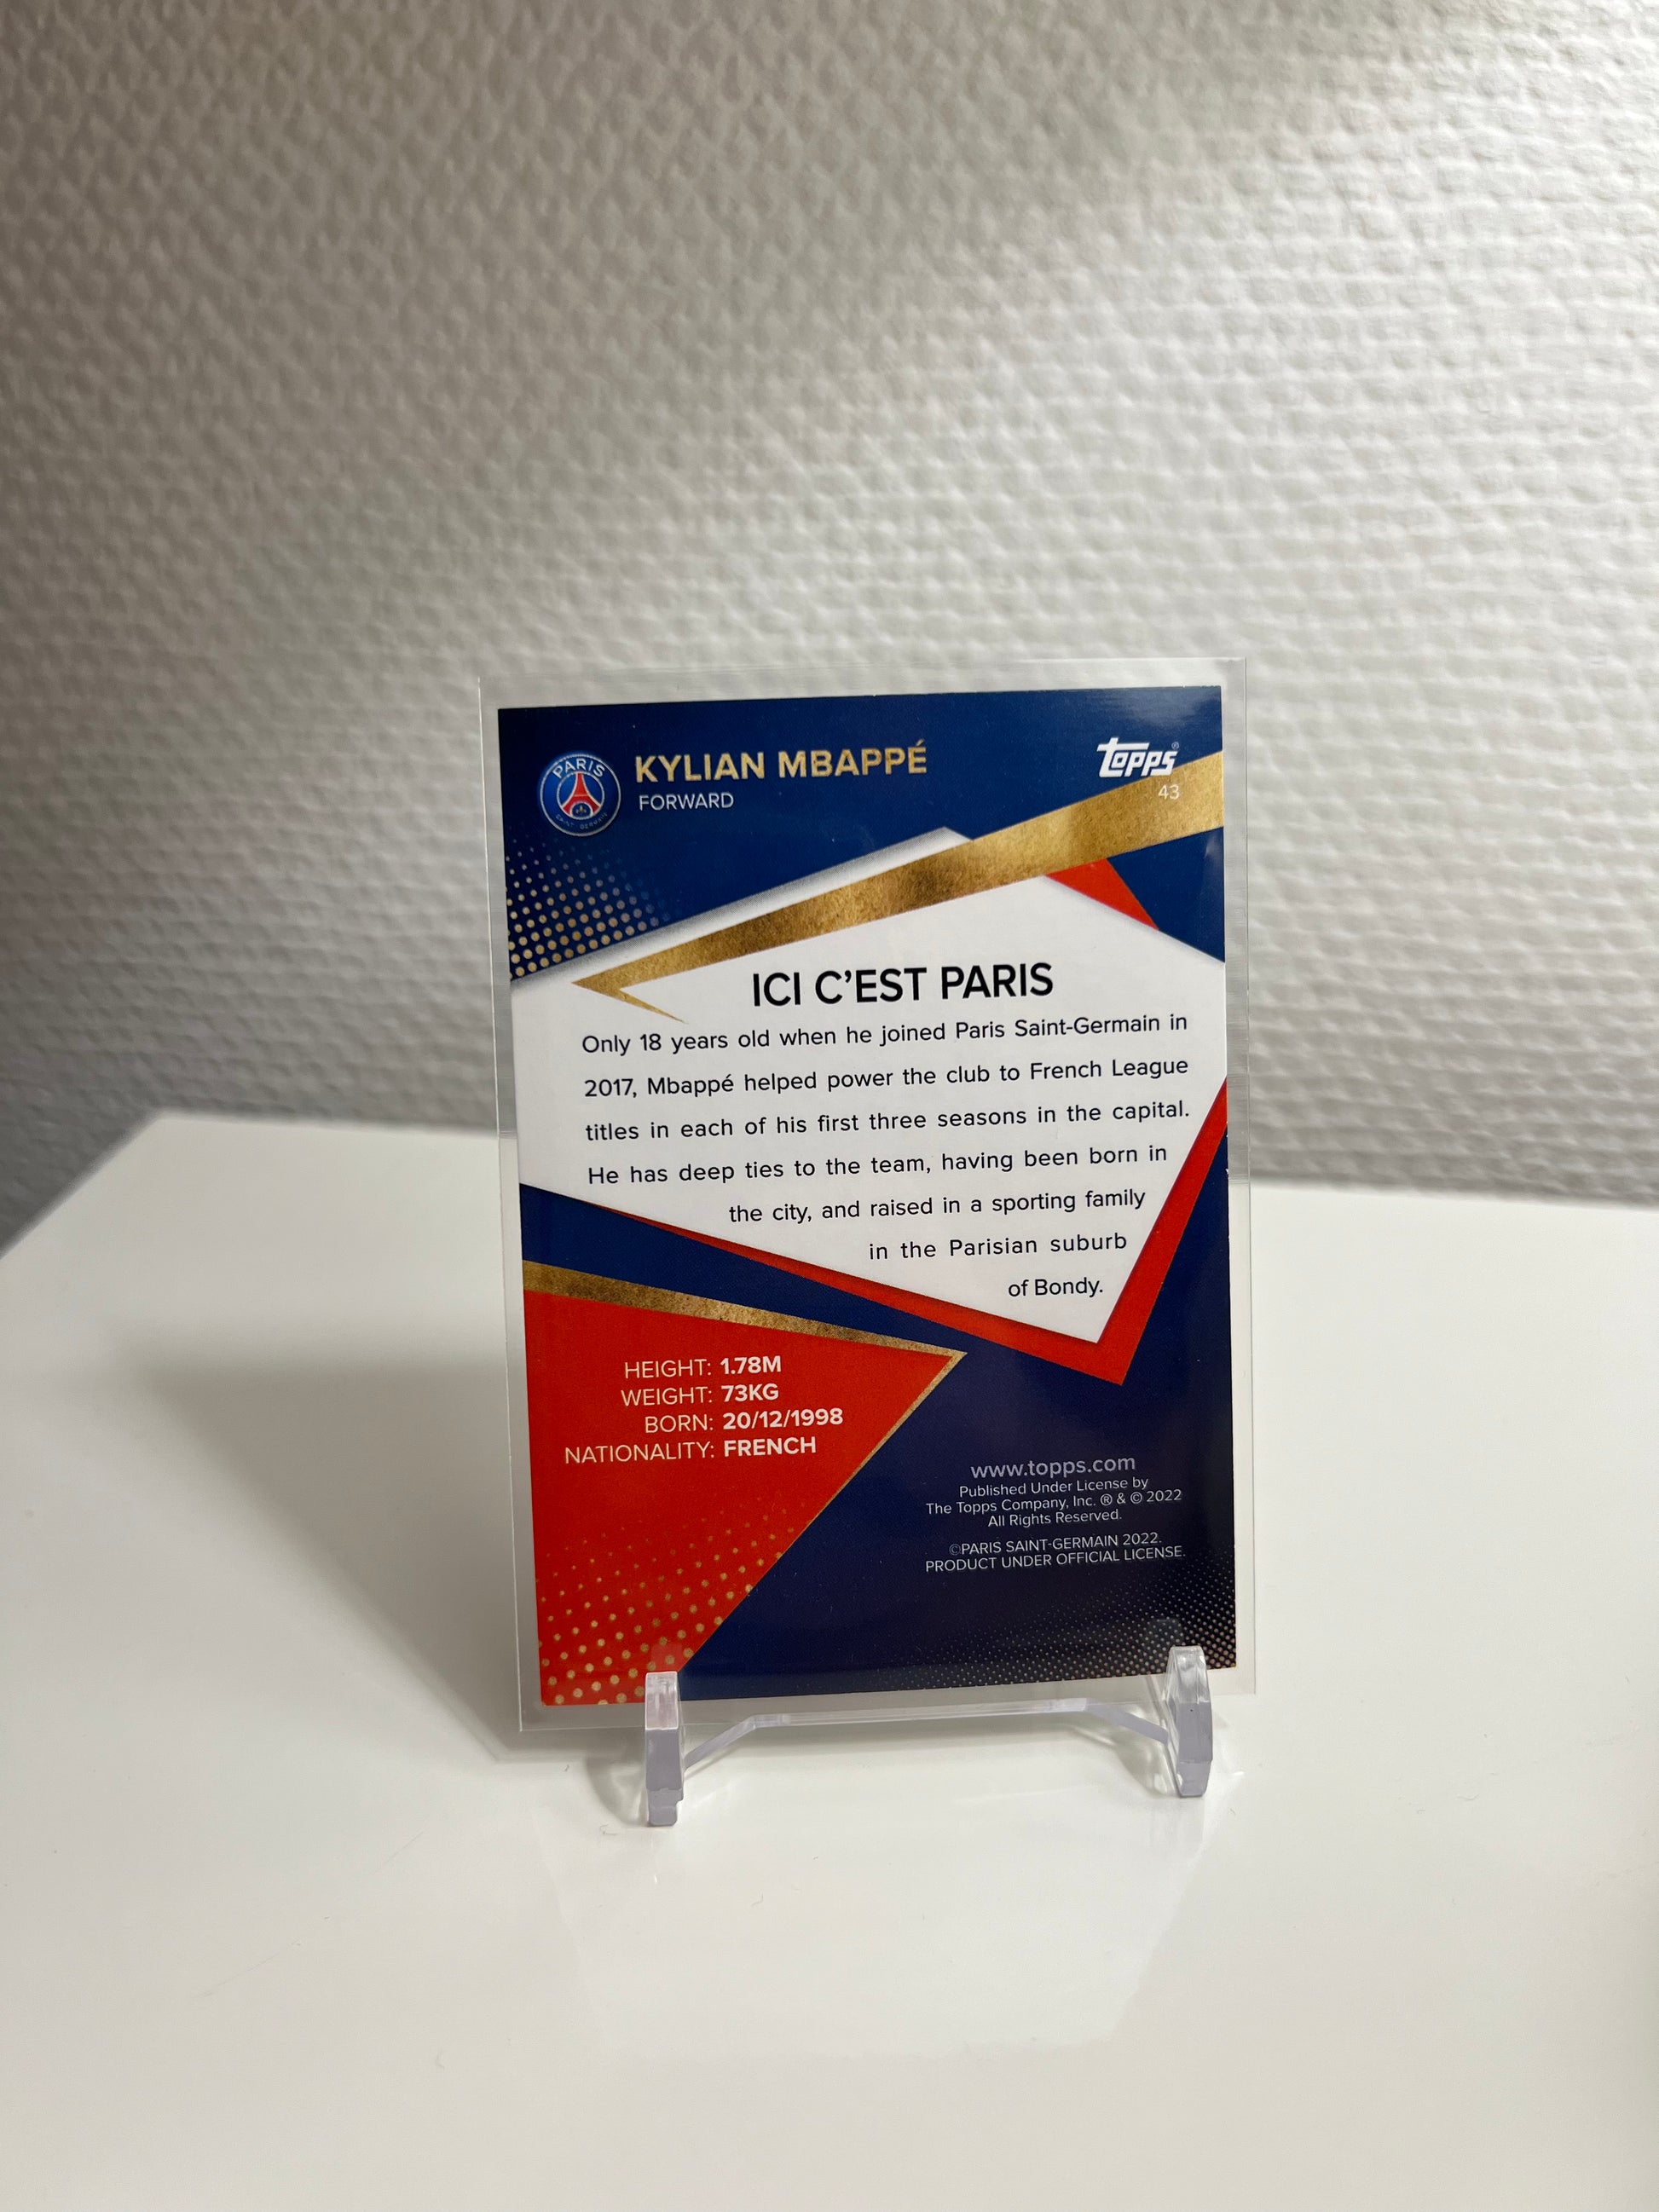 PARIS
SAINT GERMAIN
KYLIAN MBAPPÉ
FORWARD
Topps®
43
ICI C'EST PARIS
Only 18 years old when he joined Paris Saint-Germain in
2017, Mbappé helped power the club to French League
titles in each of his first three seasons in the capital.
He has deep ties to the team, having been born in
the city, and raised in a sporting family
in the Parisian suburb
of Bondy.
HEIGHT: 1.78M
WEIGHT: 73KG
BORN: 20/12/1998
NATIONALITY: FRENCH
www.topps.com
Published Under License by
The Topps Company, Inc. ® & © 2022
All Rights Reserved.
©PARIS SAINT-GERMAIN 2022.
PRODUCT UNDER OFFICIAL LICENSE.